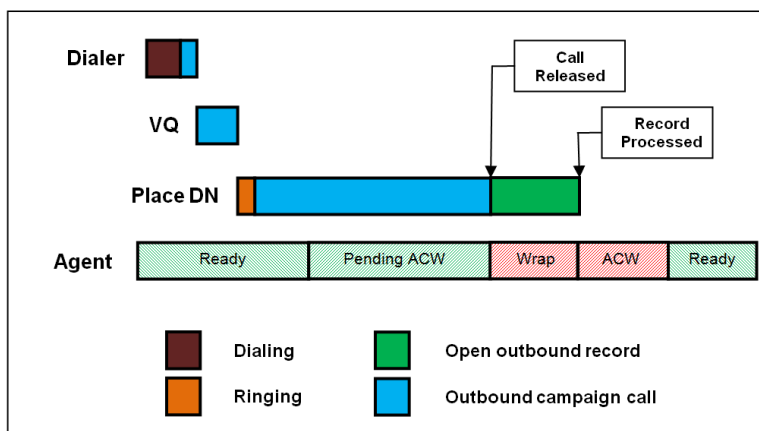 Dialer
Call
Released
VQ
Record
Processed
Place DN
Agent
Ready
Pending ACW
Wrap
ACW
Ready
Dialing
Open outbound record
Ringing
Outbound campaign call